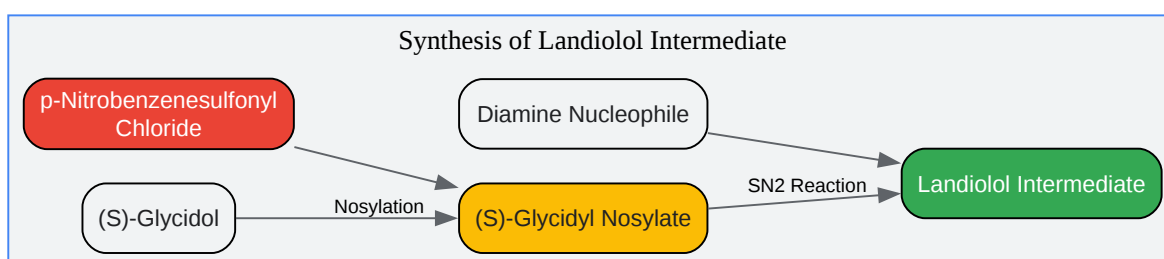 Synthesis of Landiolol Intermediate
p-Nitrobenzenesulfonyl
Chloride
Diamine Nucleophile
(S)-Glycidol
Nosylation
(S)-Glycidyl Nosylate
SN2 Reaction
Landiolol Intermediate